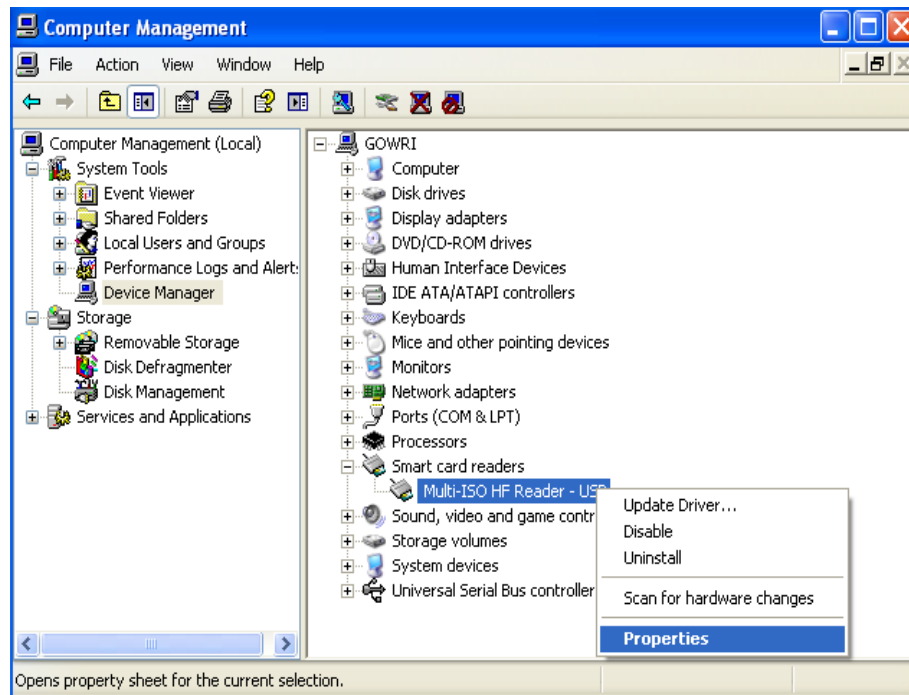 Computer Management
File Action View Window Help
Computer Management (Local)
System Tools
Event Viewer
Shared Folders
Local Users and Groups
Performance Logs and Alert:
Device Manager
Storage
Removable Storage
Disk Defragmenter
Disk Management
Services and Applications
GOWRI
Computer
Disk drives
Display adapters
DVD/CD-ROM drives
Human Interface Devices
IDE ATA/ATAPI controllers
Keyboards
Mice and other pointing devices
Monitors
Network adapters
Ports (COM & LPT)
Processors
Smart card readers
Multi-ISO HF Reader - USB
Sound, video and game contr
Storage volumes
System devices
Universal Serial Bus controller
Update Driver...
Disable
Uninstall
Scan for hardware changes
Properties
Opens property sheet for the current selection.